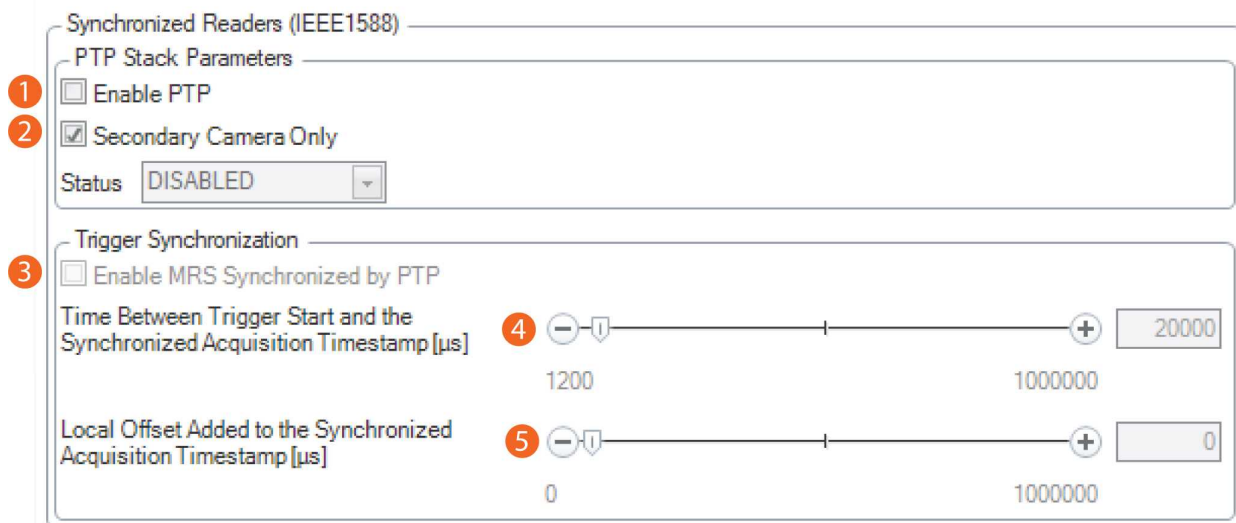 Synchronized Readers (IEEE1588)
PTP Stack Parameters
1 Enable PTP
2 Secondary Camera Only
Status DISABLED
Trigger Synchronization
3 Enable MRS Synchronized by PTP
Time Between Trigger Start and the
Synchronized Acquisition Timestamp [µs]
4 20000
1200 1000000
Local Offset Added to the Synchronized
Acquisition Timestamp [µs]
5 0
0 1000000